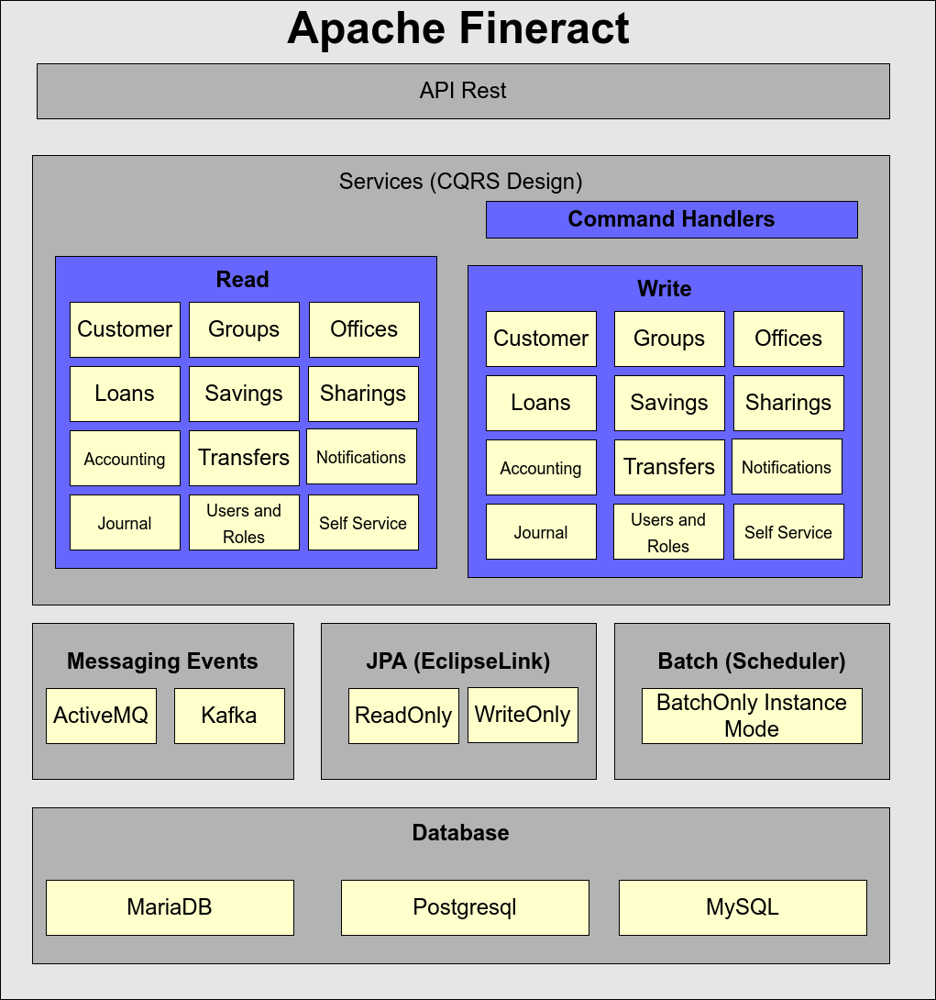 Apache Fineract
API Rest
Services (CQRS Design)
Command Handlers
Read
Customer
Groups
Offices
Loans
Savings
Sharings
Accounting
Transfers
Notifications
Journal
Users and
Roles
Self Service
Write
Customer
Groups
Offices
Loans
Savings
Sharings
Accounting
Transfers
Notifications
Journal
Users and
Roles
Self Service
Messaging Events
ActiveMQ
Kafka
JPA (EclipseLink)
ReadOnly
WriteOnly
Batch (Scheduler)
BatchOnly Instance
Mode
Database
MariaDB
Postgresql
MySQL